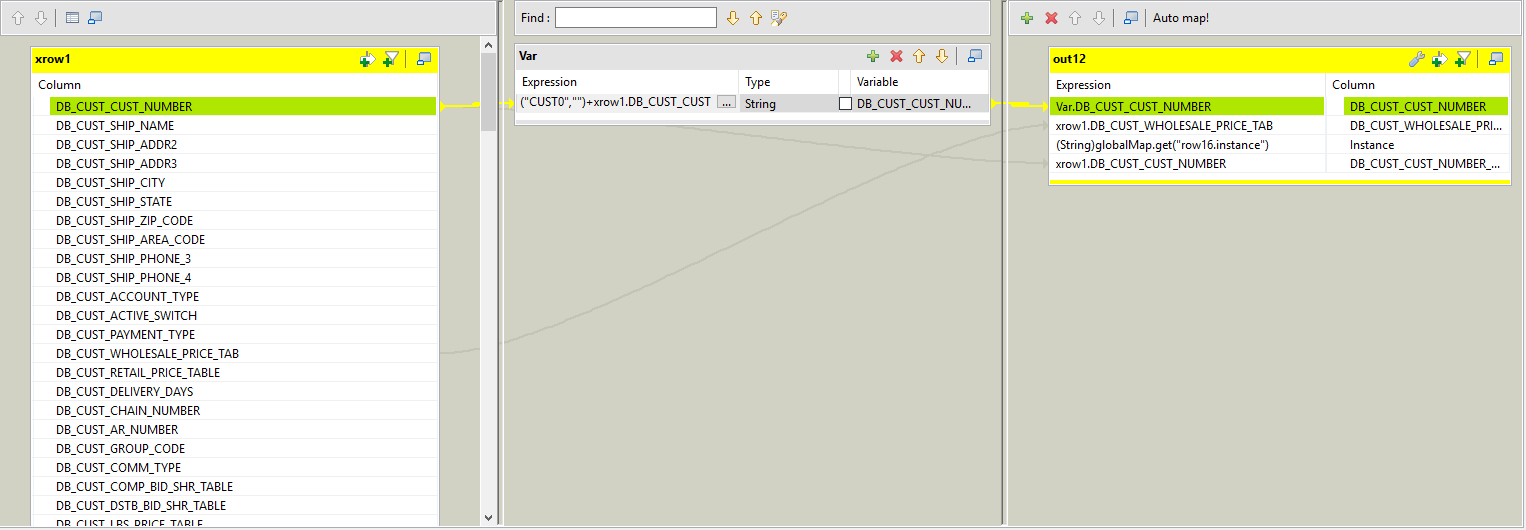 Find :
Auto map!
xrow1
Column
DB_CUST_CUST_NUMBER
DB_CUST_SHIP_NAME
DB_CUST_SHIP_ADDR2
DB_CUST_SHIP_ADDR3
DB_CUST_SHIP_CITY
DB_CUST_SHIP_STATE
DB_CUST_SHIP_ZIP_CODE
DB_CUST_SHIP_AREA_CODE
DB_CUST_SHIP_PHONE_3
DB_CUST_SHIP_PHONE_4
DB_CUST_ACCOUNT_TYPE
DB_CUST_ACTIVE_SWITCH
DB_CUST_PAYMENT_TYPE
DB_CUST_WHOLESALE_PRICE_TAB
DB_CUST_RETAIL_PRICE_TABLE
DB_CUST_DELIVERY_DAYS
DB_CUST_CHAIN_NUMBER
DB_CUST_AR_NUMBER
DB_CUST_GROUP_CODE
DB_CUST_COMM_TYPE
DB_CUST_COMP_BID_SHR_TABLE
DB_CUST_DSTB_BID_SHR_TABLE
DB_CUST_LBS_PRICE_TABLE
Var
Expression Type Variable
("CUST0","")+xrow1.DB_CUST_CUST ... String DB_CUST_CUST_NU...
out12
Expression Column
Var.DB_CUST_CUST_NUMBER DB_CUST_CUST_NUMBER
xrow1.DB_CUST_WHOLESALE_PRICE_TAB DB_CUST_WHOLESALE_PRI...
(String)globalMap.get("row16.instance") Instance
xrow1.DB_CUST_CUST_NUMBER DB_CUST_CUST_NUMBER_...